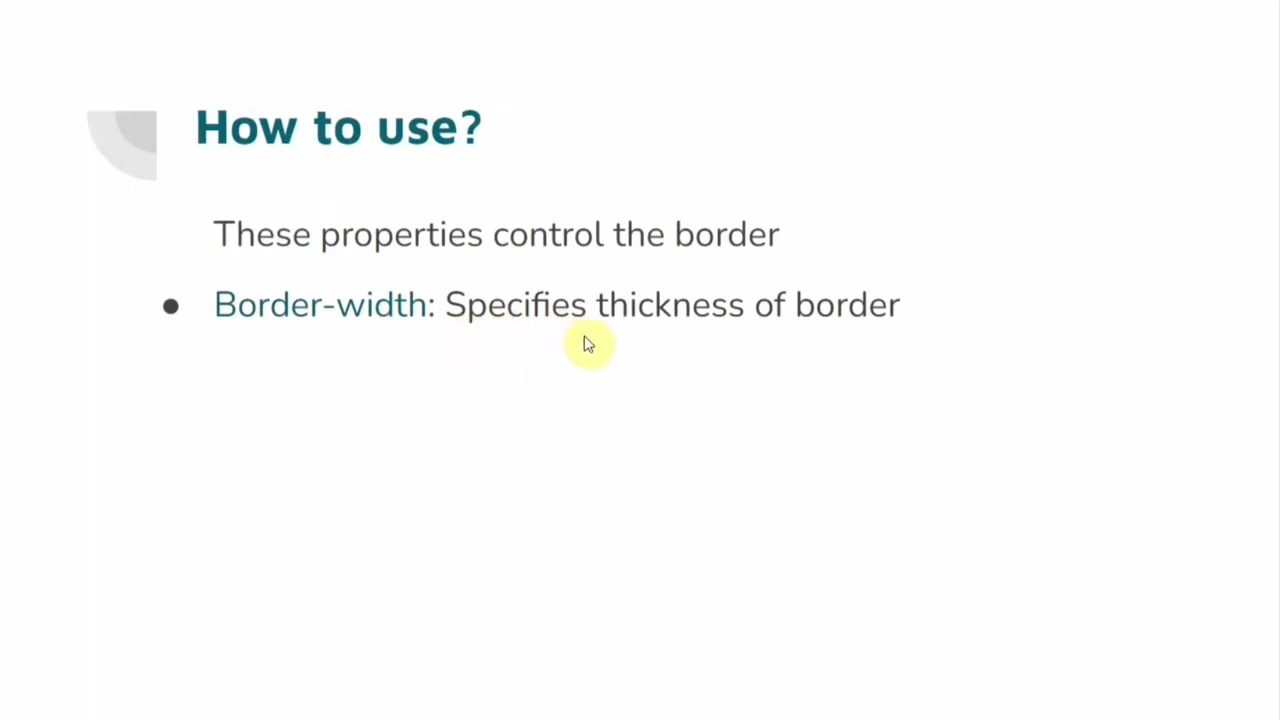 How to use?
These properties control the border
● Border-width: Specifies thickness of border